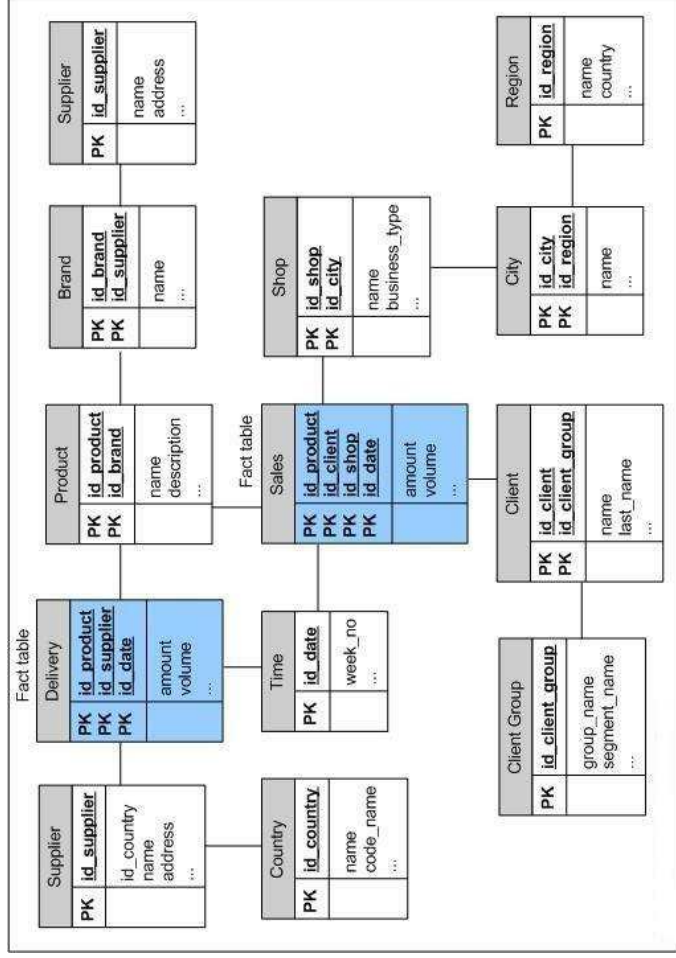 Supplier
PK id_supplier
id_country
name
address
...
Fact table
Delivery
PK id_product
PK id_supplier
PK id_date
amount
volume
...
Product
PK id_product
PK id_brand
name
description
...
Brand
PK id_brand
PK id_supplier
name
...
Supplier
PK id_supplier
name
address
...
Country
PK id_country
name
code_name
...
Time
PK id_date
week_no
...
Fact table
Sales
PK id_product
PK id_client
PK id_shop
PK id_date
amount
volume
...
Shop
PK id_shop
PK id_city
name
business_type
...
Client Group
PK id_client_group
group_name
segment_name
...
Client
PK id_client
PK id_client_group
name
last_name
...
City
PK id_city
PK id_region
name
...
Region
PK id_region
name
country
...